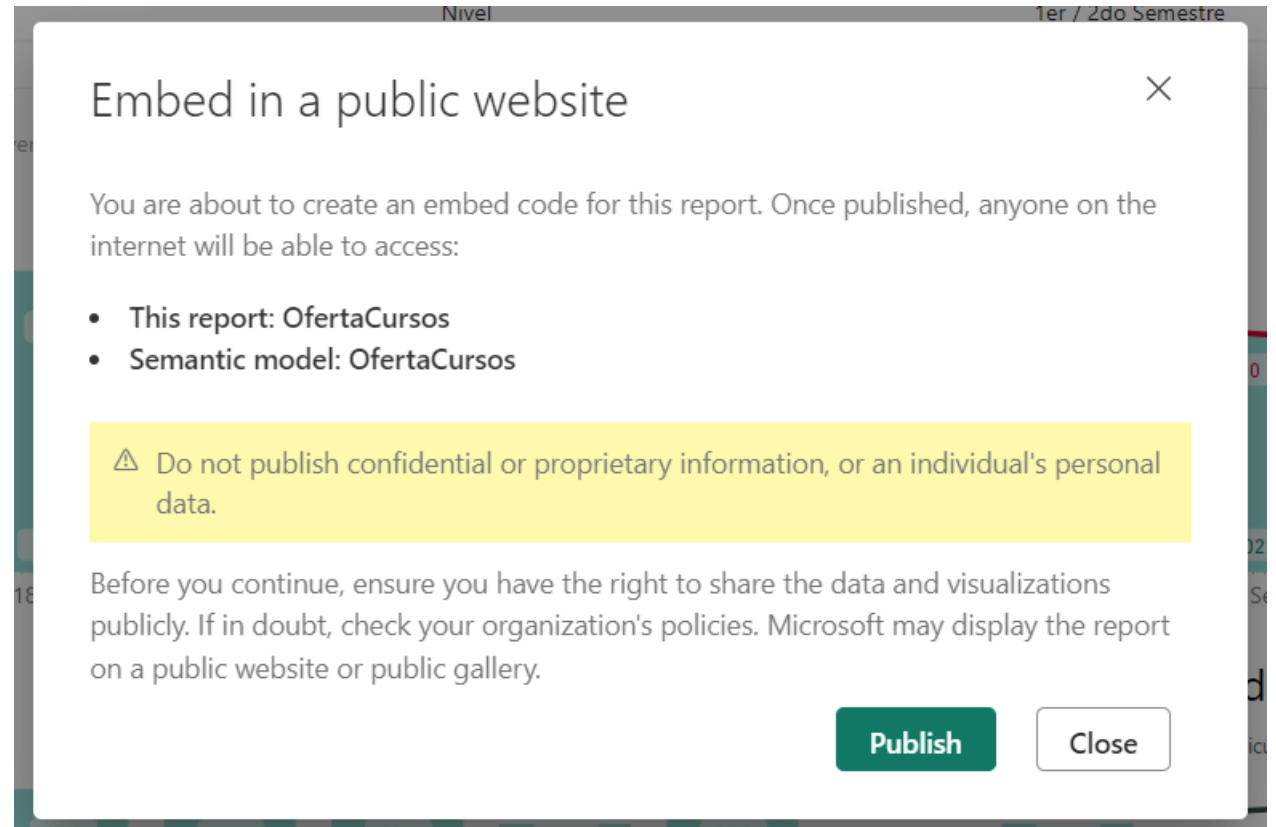 Nivel 1er / 2do Semestre
Embed in a public website
You are about to create an embed code for this report. Once published, anyone on the
internet will be able to access:
• This report: OfertaCursos
• Semantic model: OfertaCursos
Do not publish confidential or proprietary information, or an individual's personal
data.
Before you continue, ensure you have the right to share the data and visualizations
publicly. If in doubt, check your organization's policies. Microsoft may display the report
on a public website or public gallery.
Publish Close